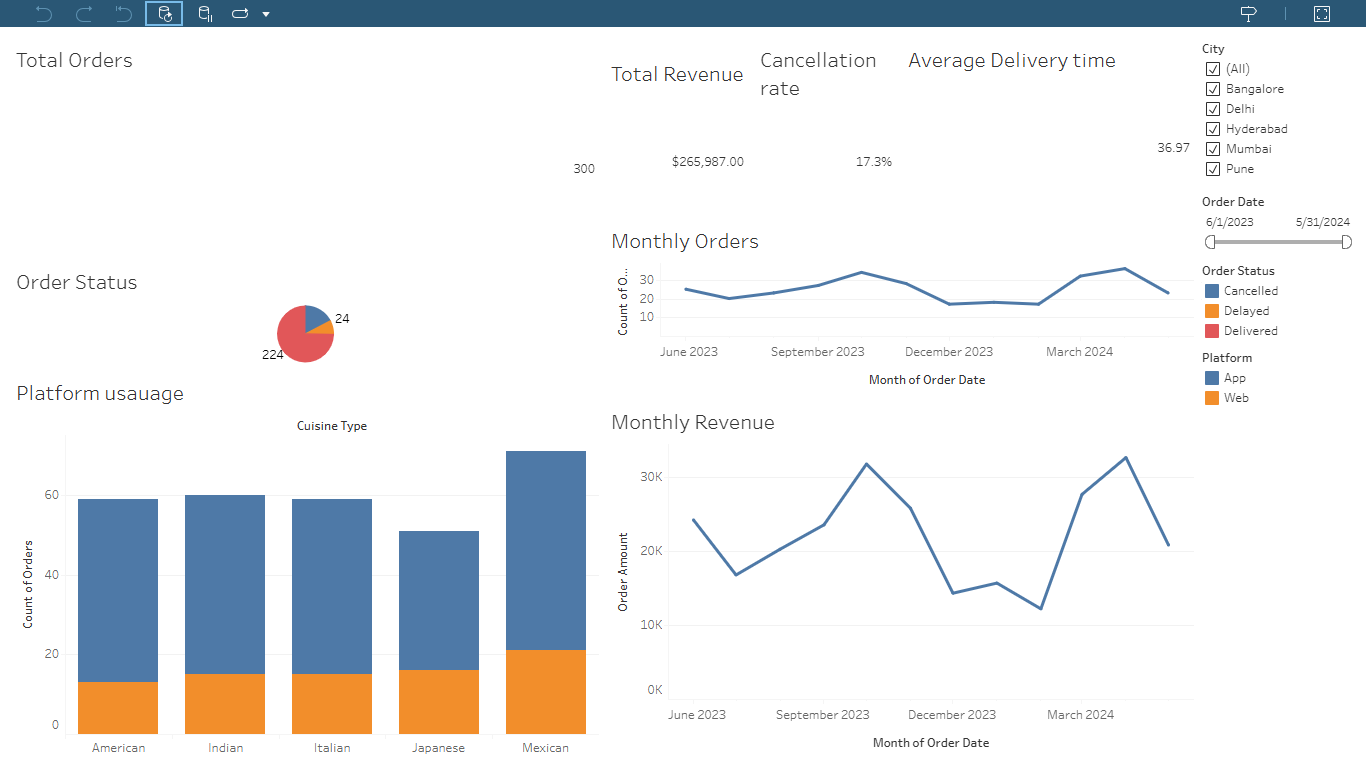 Total Orders
300
Total Revenue
$265,987.00
Cancellation
rate
17.3%
Average Delivery time
36.97
City
(All)
Bangalore
Delhi
Hyderabad
Mumbai
Pune
Order Date
6/1/2023 5/31/2024
Order Status
Cancelled
Delayed
Delivered
Platform
App
Web
Order Status
24
224
Monthly Orders
Count of O...
30
20
10
June 2023 September 2023 December 2023 March 2024
Month of Order Date
Platform usauage
Cuisine Type
Count of Orders
60
40
20
0
American Indian Italian Japanese Mexican
Monthly Revenue
Order Amount
30K
20K
10K
0K
June 2023 September 2023 December 2023 March 2024
Month of Order Date